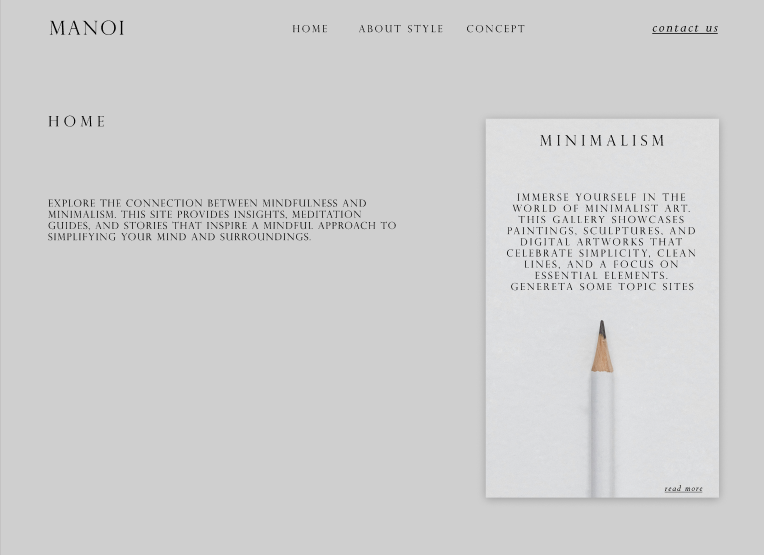 MANOI
HOME ABOUT STYLE CONCEPT
contact us
HOME
EXPLORE THE CONNECTION BETWEEN MINDFULNESS AND
MINIMALISM. THIS SITE PROVIDES INSIGHTS, MEDITATION
GUIDES, AND STORIES THAT INSPIRE A MINDFUL APPROACH TO
SIMPLIFYING YOUR MIND AND SURROUNDINGS.
MINIMALISM
IMMERSE YOURSELF IN THE
WORLD OF MINIMALIST ART.
THIS GALLERY SHOWCASES
PAINTINGS, SCULPTURES, AND
DIGITAL ARTWORKS THAT
CELEBRATE SIMPLICITY, CLEAN
LINES, AND A FOCUS ON
ESSENTIAL ELEMENTS.
GENERETA SOME TOPIC SITES
read more